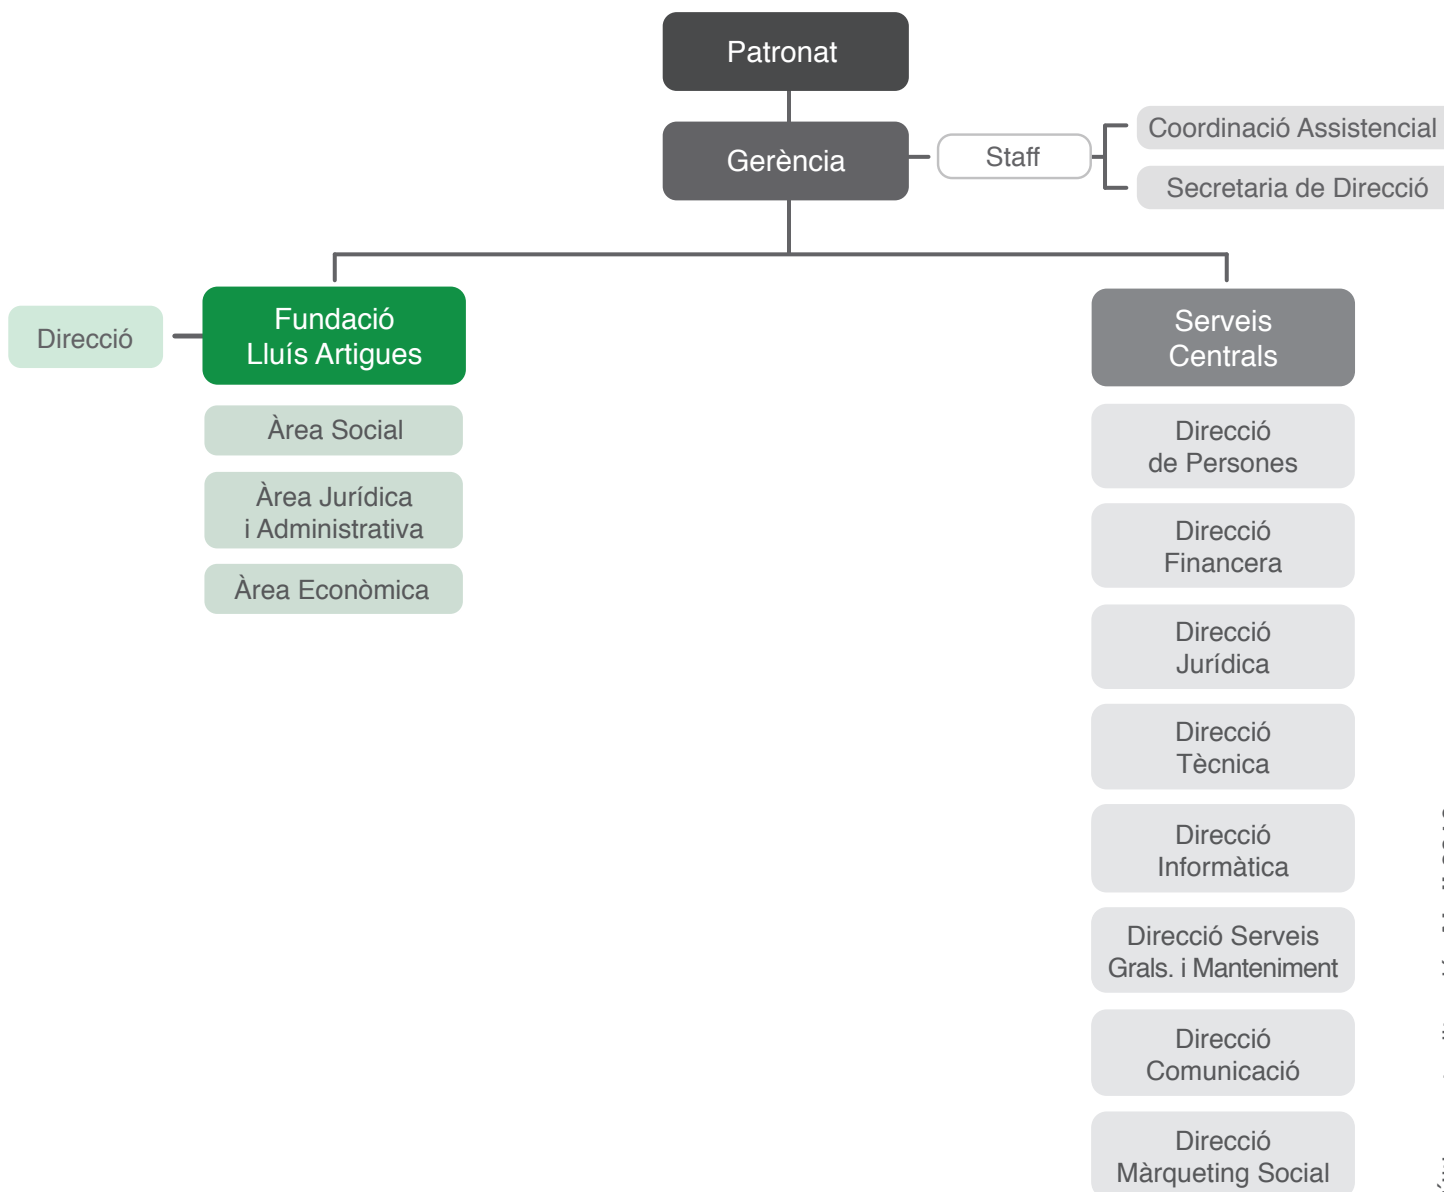 Patronat
Gerència
Staff
Coordinació Assistencial
Secretaria de Direcció
Direcció
Fundació
Lluís Artigues
Àrea Social
Àrea Jurídica
i Administrativa
Àrea Econòmica
Serveis
Centrals
Direcció
de Persones
Direcció
Financera
Direcció
Jurídica
Direcció
Tècnica
Direcció
Informàtica
Direcció Serveis
Grals. i Manteniment
Direcció
Comunicació
Direcció
Màrqueting Social